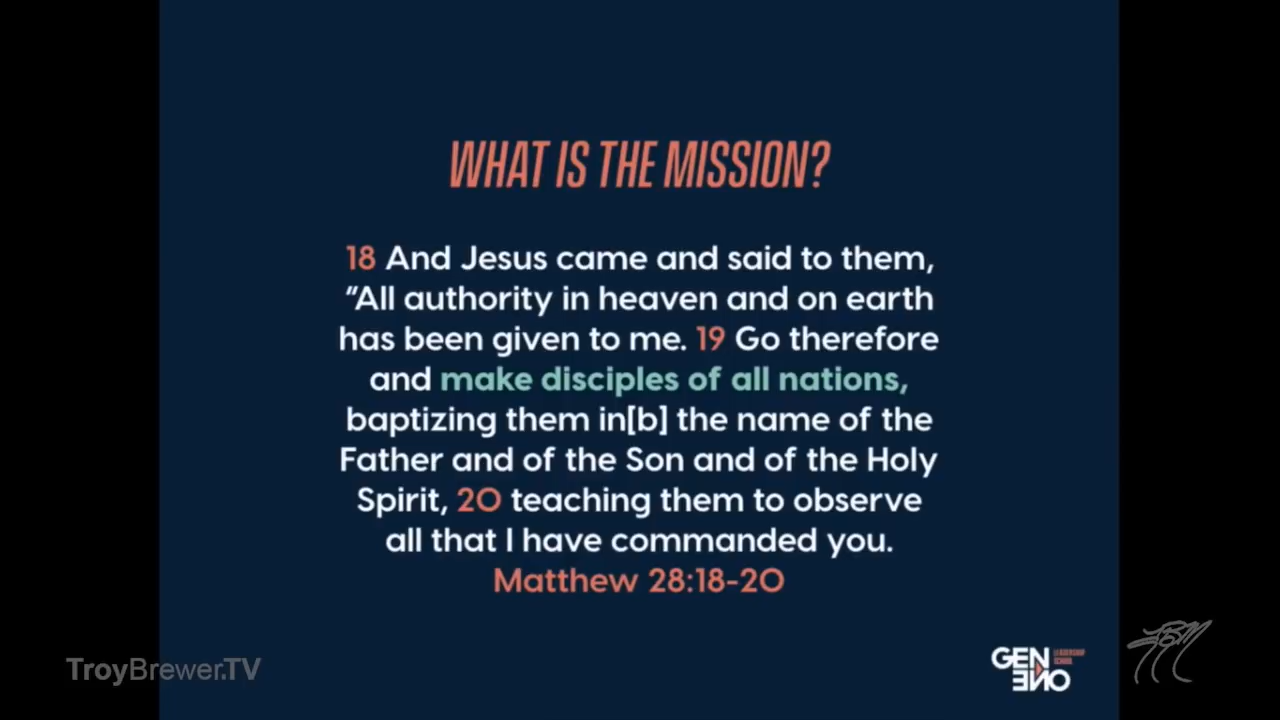 WHAT IS THE MISSION?
18 And Jesus came and said to them,
"All authority in heaven and on earth
has been given to me. 19 Go therefore
and make disciples of all nations,
baptizing them in[b] the name of the
Father and of the Son and of the Holy
Spirit, 20 teaching them to observe
all that I have commanded you.
Matthew 28:18-20
TroyBrewer.TV
GEN
ONE
LEADERSHIP
SCHOOL